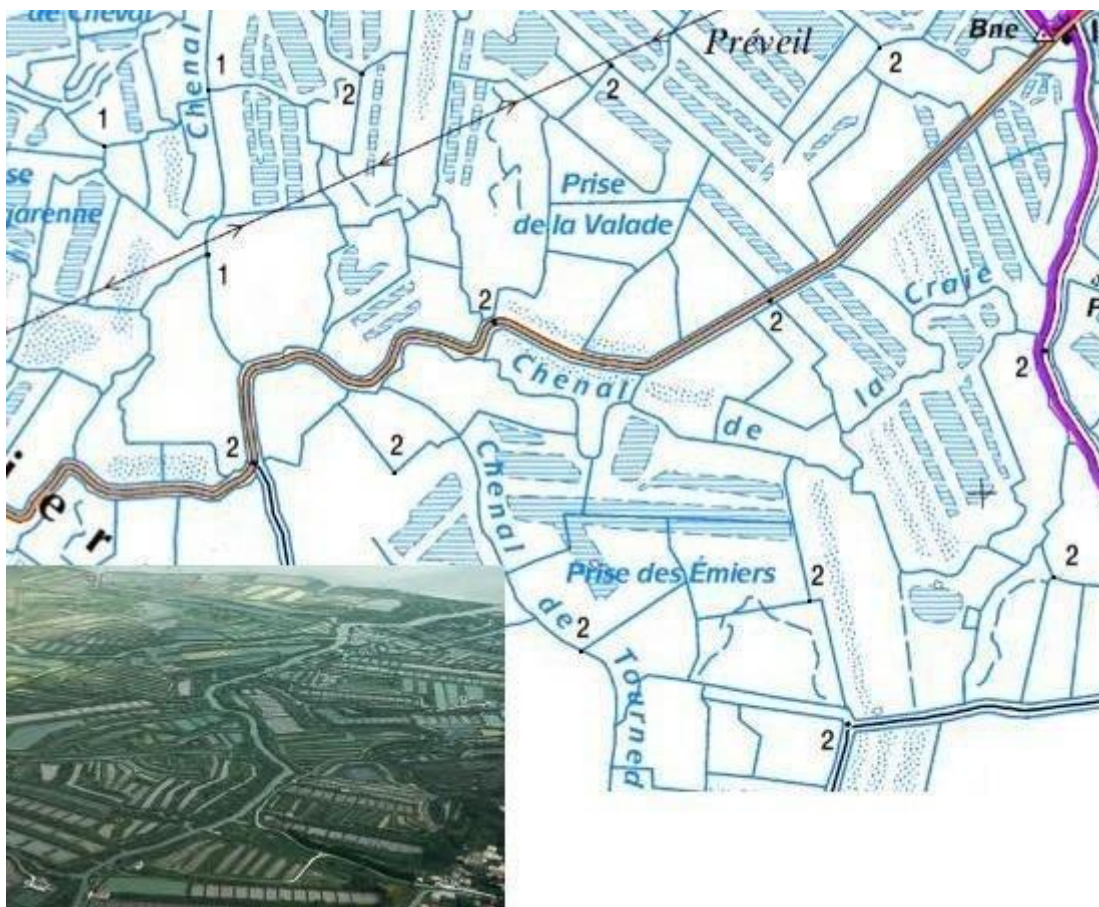 de Cheval
Chenal
1
2
1
2
Préveil
2
Bne
Prise
de la Valade
garenne
1
2
2
Craie
la
2
Chenal
de
2
2
Chenal
de
Tourned
ier
Prise des Émiers
2
2
2
2